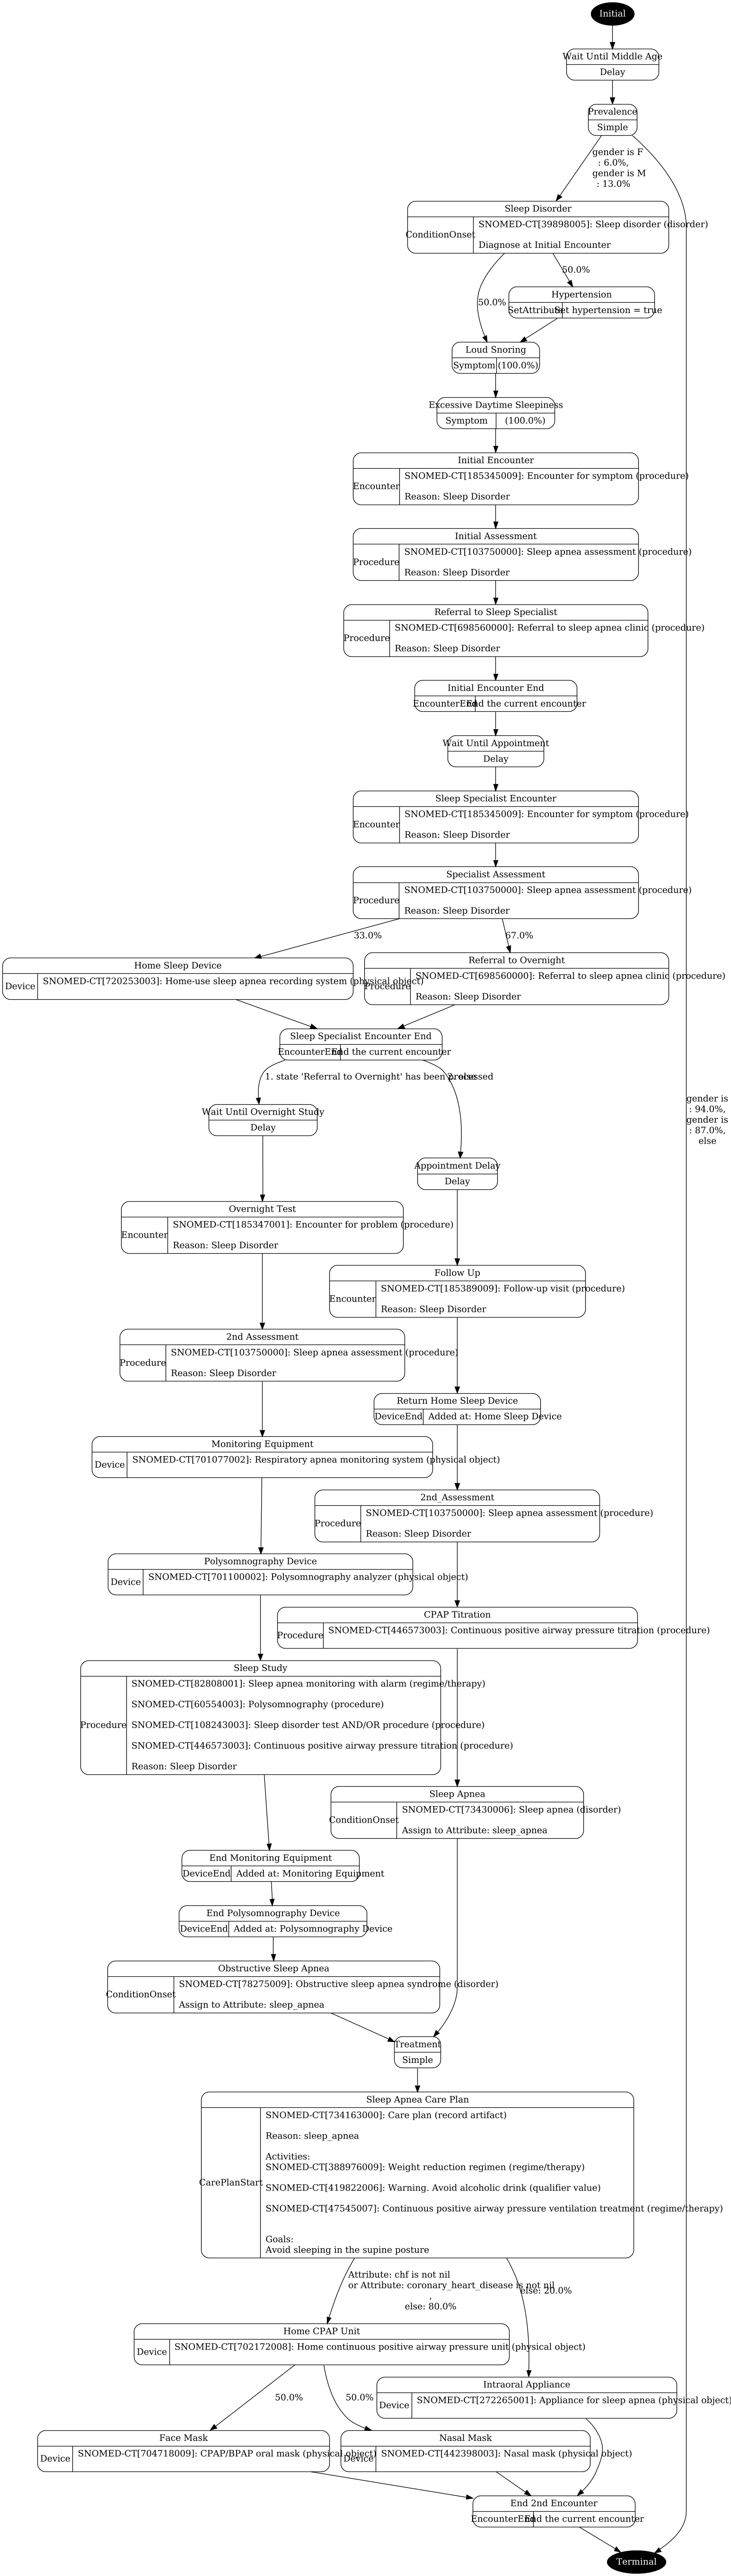 Initial
Wait Until Middle Age
Delay
Prevalence
Simple
gender is F
: 6.0%,
gender is M
: 13.0%
Sleep Disorder
ConditionOnset
SNOMED-CT[39898005]: Sleep disorder (disorder)
Diagnose at Initial Encounter
50.0%
50.0%
Hypertension
SetAttribute
Set hypertension = true
Loud Snoring
Symptom
(100.0%)
Excessive Daytime Sleepiness
Symptom
(100.0%)
Initial Encounter
Encounter
SNOMED-CT[185345009]: Encounter for symptom (procedure)
Reason: Sleep Disorder
Initial Assessment
Procedure
SNOMED-CT[103750000]: Sleep apnea assessment (procedure)
Reason: Sleep Disorder
Referral to Sleep Specialist
Procedure
SNOMED-CT[698560000]: Referral to sleep apnea clinic (procedure)
Reason: Sleep Disorder
Initial Encounter End
EncounterEnd
End the current encounter
Wait Until Appointment
Delay
Sleep Specialist Encounter
Encounter
SNOMED-CT[185345009]: Encounter for symptom (procedure)
Reason: Sleep Disorder
Specialist Assessment
Procedure
SNOMED-CT[103750000]: Sleep apnea assessment (procedure)
Reason: Sleep Disorder
33.0%
67.0%
Home Sleep Device
Device
SNOMED-CT[720253003]: Home-use sleep apnea recording system (physical object)
Referral to Overnight
Procedure
SNOMED-CT[698560000]: Referral to sleep apnea clinic (procedure)
Reason: Sleep Disorder
Sleep Specialist Encounter End
EncounterEnd
End the current encounter
1. state 'Referral to Overnight' has been processed
2. else
gender is
: 94.0%,
gender is
: 87.0%,
else
Wait Until Overnight Study
Delay
Appointment Delay
Delay
Overnight Test
Encounter
SNOMED-CT[185347001]: Encounter for problem (procedure)
Reason: Sleep Disorder
Follow Up
Encounter
SNOMED-CT[185389009]: Follow-up visit (procedure)
Reason: Sleep Disorder
2nd Assessment
Procedure
SNOMED-CT[103750000]: Sleep apnea assessment (procedure)
Reason: Sleep Disorder
Return Home Sleep Device
DeviceEnd
Added at: Home Sleep Device
Monitoring Equipment
Device
SNOMED-CT[701077002]: Respiratory apnea monitoring system (physical object)
2nd_Assessment
Procedure
SNOMED-CT[103750000]: Sleep apnea assessment (procedure)
Reason: Sleep Disorder
Polysomnography Device
Device
SNOMED-CT[701100002]: Polysomnography analyzer (physical object)
CPAP Titration
Procedure
SNOMED-CT[446573003]: Continuous positive airway pressure titration (procedure)
Sleep Study
Procedure
SNOMED-CT[82808001]: Sleep apnea monitoring with alarm (regime/therapy)
SNOMED-CT[60554003]: Polysomnography (procedure)
SNOMED-CT[108243003]: Sleep disorder test AND/OR procedure (procedure)
SNOMED-CT[446573003]: Continuous positive airway pressure titration (procedure)
Reason: Sleep Disorder
Sleep Apnea
ConditionOnset
SNOMED-CT[73430006]: Sleep apnea (disorder)
Assign to Attribute: sleep_apnea
End Monitoring Equipment
DeviceEnd
Added at: Monitoring Equipment
End Polysomnography Device
DeviceEnd
Added at: Polysomnography Device
Obstructive Sleep Apnea
ConditionOnset
SNOMED-CT[78275009]: Obstructive sleep apnea syndrome (disorder)
Assign to Attribute: sleep_apnea
Treatment
Simple
Sleep Apnea Care Plan
CarePlanStart
SNOMED-CT[734163000]: Care plan (record artifact)
Reason: sleep_apnea
Activities:
SNOMED-CT[388976009]: Weight reduction regimen (regime/therapy)
SNOMED-CT[419822006]: Warning. Avoid alcoholic drink (qualifier value)
SNOMED-CT[47545007]: Continuous positive airway pressure ventilation treatment (regime/therapy)
Goals:
Avoid sleeping in the supine posture
Attribute: chf is not nil
or Attribute: coronary_heart_disease is not nil
,
else: 80.0%
else: 20.0%
Home CPAP Unit
Device
SNOMED-CT[702172008]: Home continuous positive airway pressure unit (physical object)
Intraoral Appliance
Device
SNOMED-CT[272265001]: Appliance for sleep apnea (physical object)
50.0%
50.0%
Face Mask
Device
SNOMED-CT[704718009]: CPAP/BPAP oral mask (physical object)
Nasal Mask
Device
SNOMED-CT[442398003]: Nasal mask (physical object)
End 2nd Encounter
EncounterEnd
End the current encounter
Terminal